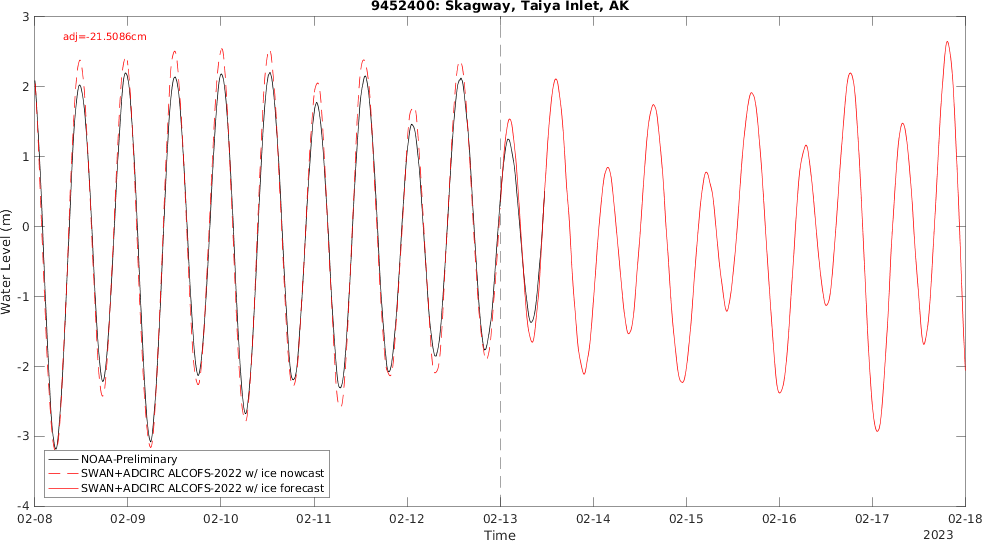 9452400: Skagway, Taiya Inlet, AK
adj=-21.5086cm
3
2
1
0
-1
-2
-3
-4
Water Level (m)
NOAA-Preliminary
SWAN+ADCIRC ALCOFS-2022 w/ ice nowcast
SWAN+ADCIRC ALCOFS-2022 w/ ice forecast
02-08 02-09 02-10 02-11 02-12 02-13 02-14 02-15 02-16 02-17 02-18
Time
2023